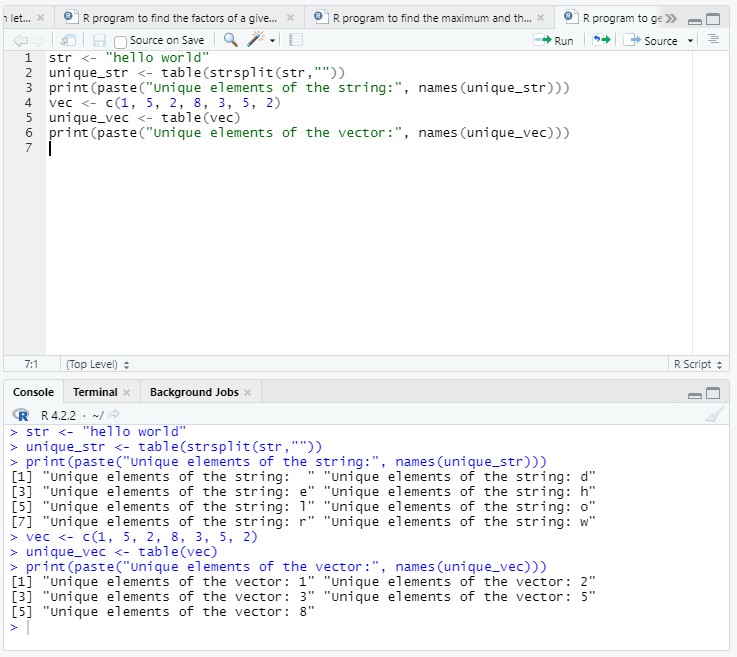 let...
R program to find the factors of a give...
R program to find the maximum and th...
R program to ge
Source on Save
Run
Source
1 str <- "hello world"
2 unique_str <- table(strsplit(str,""))
3 print(paste("Unique elements of the string:", names(unique_str)))
4 vec <- c(1, 5, 2, 8, 3, 5, 2)
5 unique_vec <- table(vec)
6 print(paste("Unique elements of the vector:", names(unique_vec)))
7
7:1
(Top Level)
R Script
Console
Terminal
Background Jobs
R 4.2.2 · ~/
> str <- "hello world"
> unique_str <- table(strsplit(str,""))
> print(paste("Unique elements of the string:", names(unique_str)))
[1] "Unique elements of the string:  " "Unique elements of the string: d"
[3] "Unique elements of the string: e" "Unique elements of the string: h"
[5] "Unique elements of the string: l" "Unique elements of the string: o"
[7] "Unique elements of the string: r" "Unique elements of the string: w"
> vec <- c(1, 5, 2, 8, 3, 5, 2)
> unique_vec <- table(vec)
> print(paste("Unique elements of the vector:", names(unique_vec)))
[1] "Unique elements of the vector: 1" "Unique elements of the vector: 2"
[3] "Unique elements of the vector: 3" "Unique elements of the vector: 5"
[5] "Unique elements of the vector: 8"
>